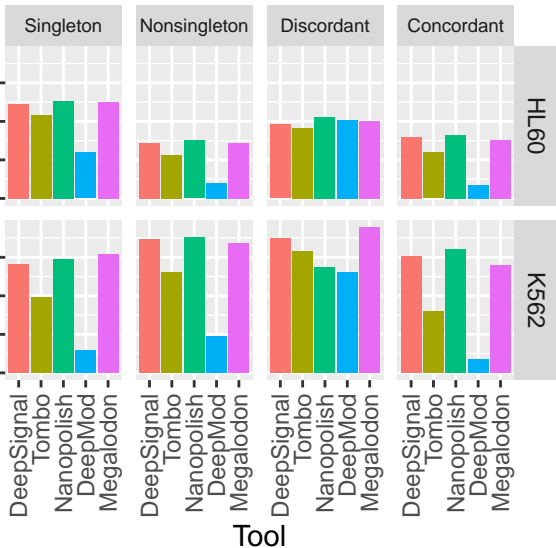 Singleton Nonsingleton Discordant Concordant
HL60
K562
DeepSignal Tombo Nanopolish DeepMod Megalodon DeepSignal Tombo Nanopolish DeepMod Megalodon DeepSignal Tombo Nanopolish DeepMod Megalodon DeepSignal Tombo Nanopolish DeepMod Megalodon
Tool